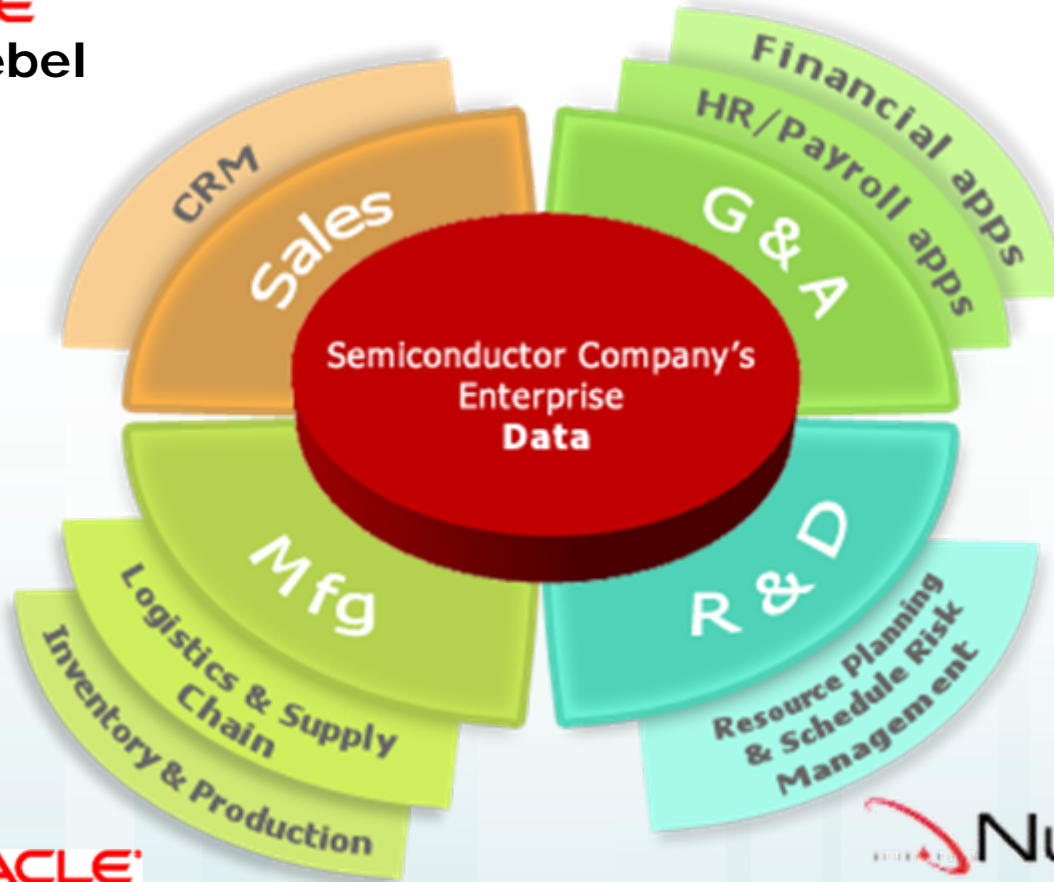 ebel
CRM
Sales
Financial apps
HR/Payroll apps
G & A
Semiconductor Company's
Enterprise
Data
Mfg
Logistics & Supply
Chain
Inventory & Production
R & D
Resource Planning
& Schedule Risk
Management
ACLE
Nu